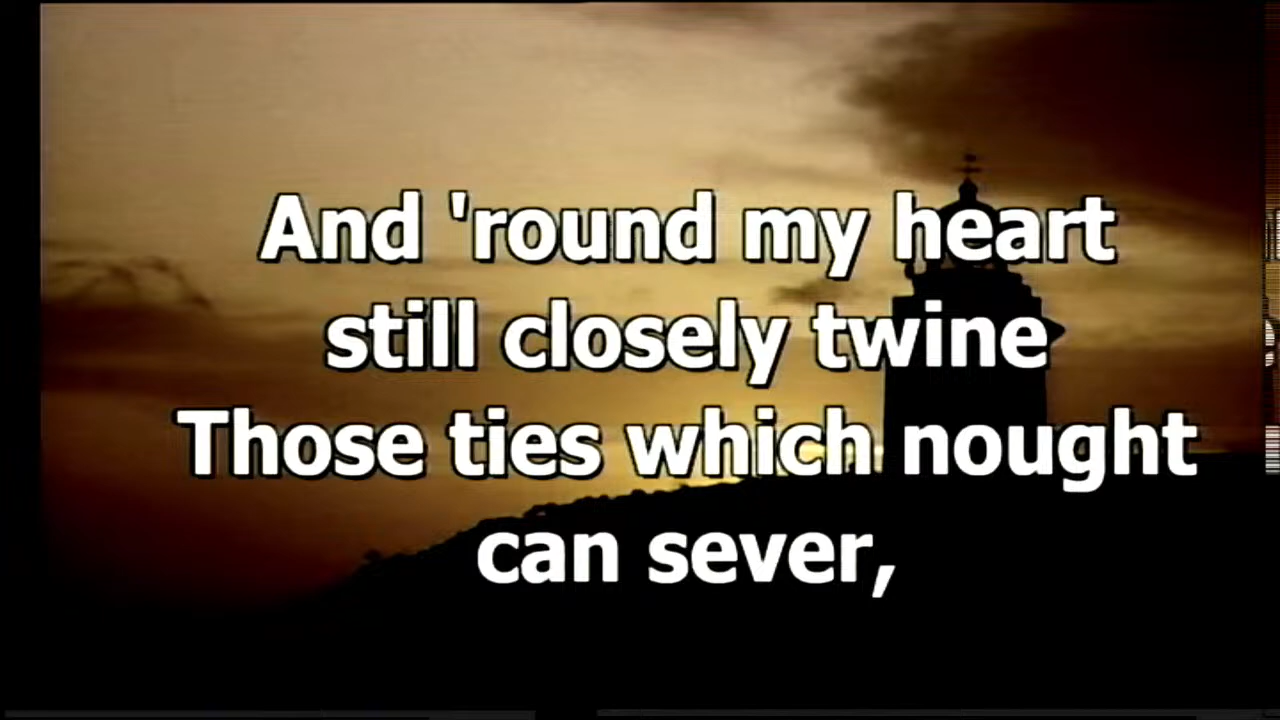 And 'round my heart
still closely twine
Those ties which nought
can sever,